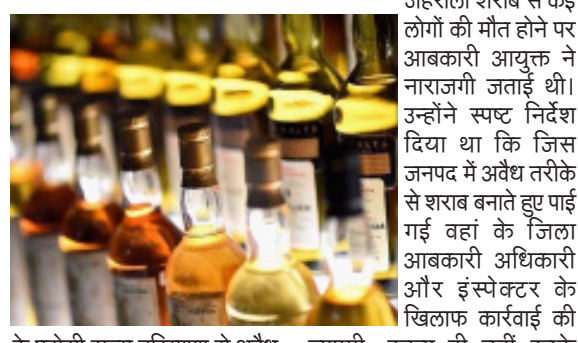 जहरीली शराब से कई
लोगों की मौत होने पर
आबकारी आयुक्त ने
नाराजगी जताई थी।
उन्होंने स्पष्ट निर्देश
दिया था कि जिस
जनपद में अवैध तरीके
से शराब बनाते हुए पाई
गई वहां के जिला
आबकारी अधिकारी
और इंस्पेक्टर के
खिलाफ कार्रवाई की